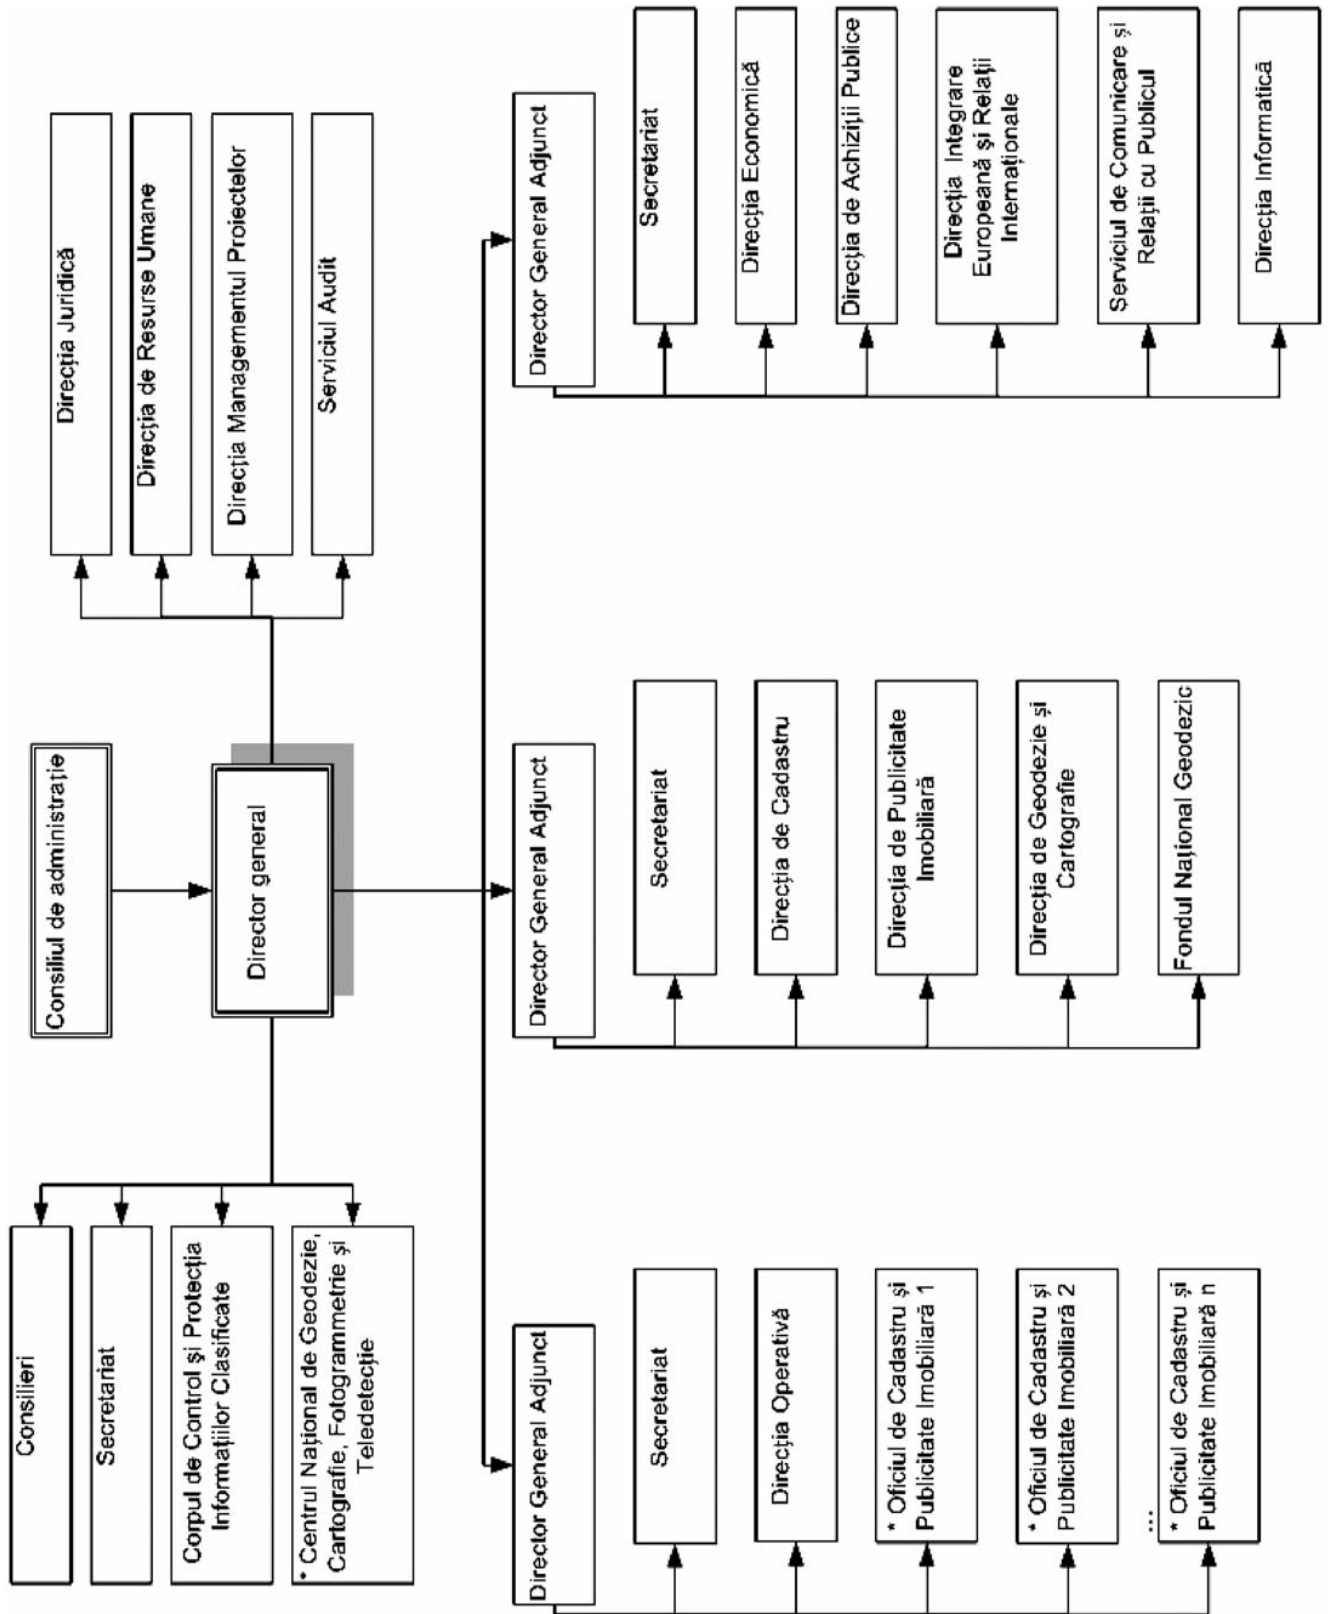 Consiliul de administrație
Director general
Consilieri
Secretariat
Corpul de Control și Protecția
Informațiilor Clasificate
* Centrul Național de Geodezie,
Cartografie, Fotogrammetrie și
Teledetecție
Direcția Juridică
Direcția de Resurse Umane
Direcția Managementul Proiectelor
Serviciul Audit
Director General Adjunct
Secretariat
Direcția Operativă
* Oficiul de Cadastru și
Publicitate Imobiliară 1
* Oficiul de Cadastru și
Publicitate Imobiliară 2
...
* Oficiul de Cadastru și
Publicitate Imobiliară n
Director General Adjunct
Secretariat
Direcția de Cadastru
Direcția de Publicitate
Imobiliară
Direcția de Geodezie și
Cartografie
Fondul Național Geodezic
Director General Adjunct
Secretariat
Direcția Economică
Direcția de Achiziții Publice
Direcția Integrare
Europeană și Relații
Internaționale
Serviciul de Comunicare și
Relații cu Publicul
Direcția Informatică